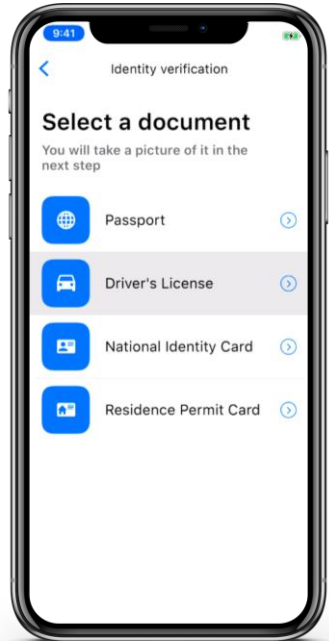 9:41
Identity verification
Select a document
You will take a picture of it in the
next step
Passport
Driver's License
National Identity Card
Residence Permit Card